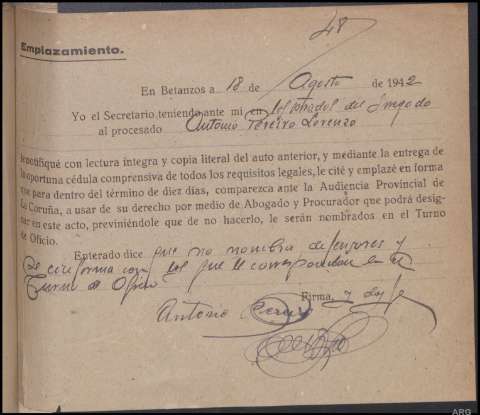 48
Emplazamiento.
En Betanzos a 18 de Agosto de 1942
Yo el Secretario teniendo ante mi en los estrados del Juzgado
al procesado Antonio Pereiro Lorenzo
le notifiqué con lectura integra y copia literal del auto anterior, y mediante la entrega de
la oportuna cédula comprensiva de todos los requisitos legales, le cité y emplazé en forma
que para dentro del término de diez días, comparezca ante la Audiencia Provincial de
La Coruña, a usar de su derecho por medio de Abogado y Procurador que podrá desig-
nar en este acto, previniéndole que de no hacerlo, le serán nombrados en el Turno
de Oficio.
Enterado dice que no nombra defensores y
se conforma con los que le correspondan en el
Turno de Oficio
Firma, y doy fe
Antonio
ARG